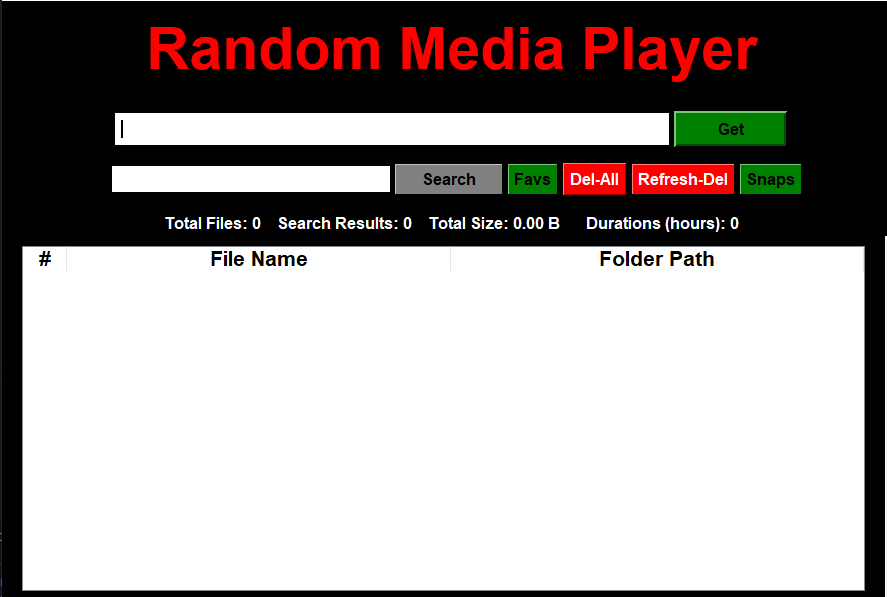 Random Media Player
Get
Search Favs Del-All Refresh-Del Snaps
Total Files: 0 Search Results: 0 Total Size: 0.00 B Durations (hours): 0
# File Name Folder Path